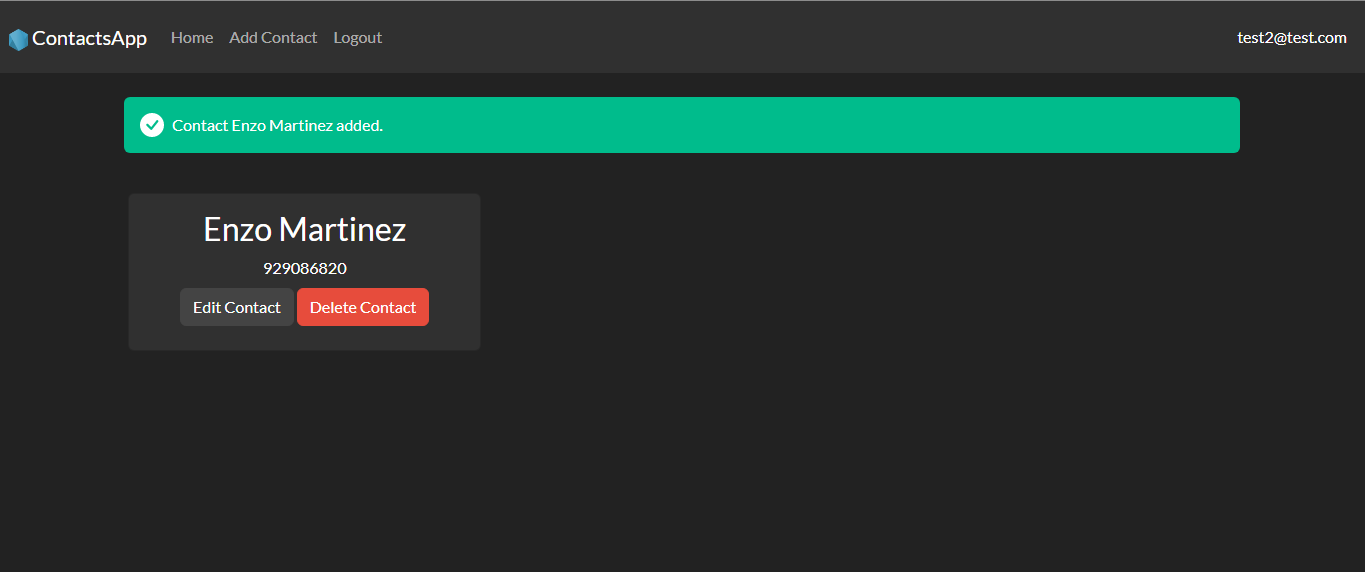 ContactsApp Home Add Contact Logout test2@test.com
Contact Enzo Martinez added.
Enzo Martinez
929086820
Edit Contact Delete Contact